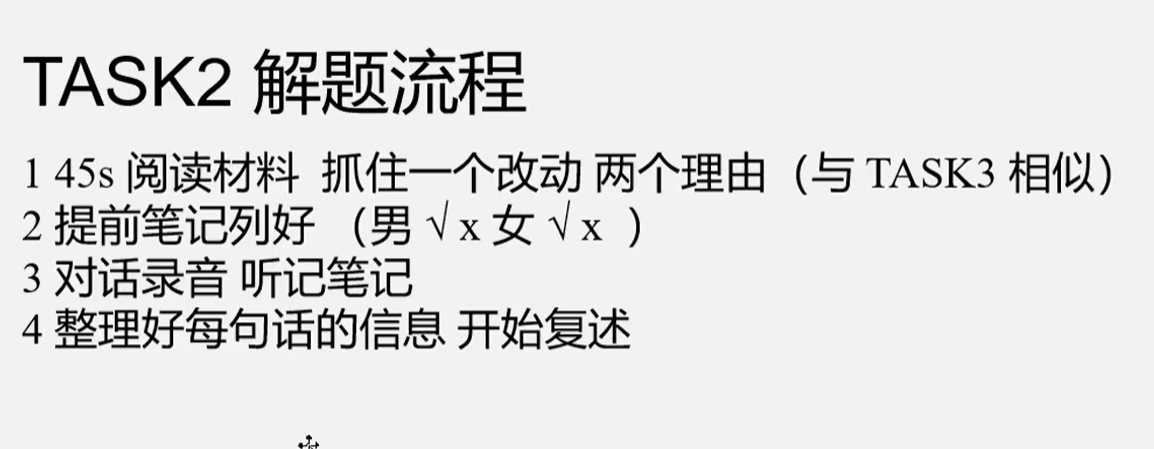 TASK2 解题流程
1 45s 阅读材料 抓住一个改动 两个理由（与 TASK3 相似）
2 提前笔记列好 （男 √ x 女 √ x ）
3 对话录音 听记笔记
4 整理好每句话的信息 开始复述